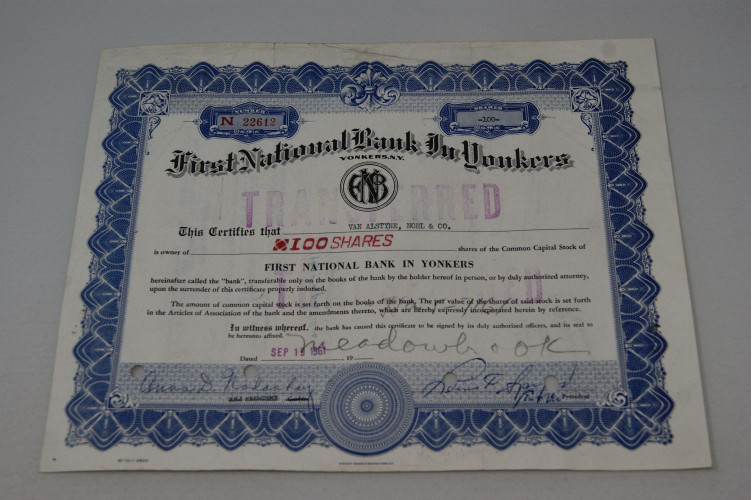 NUMBER
N 22612
SHARES
-100-
First National Bank In Yonkers
YONKERS, N.Y.
FNB
TRANSFERRED
This Certifies that VAN ALSTYNE, NOEL & CO.
is owner of 100 SHARES shares of the Common Capital Stock of
FIRST NATIONAL BANK IN YONKERS
hereinafter called the "bank", transferable only on the books of the bank by the holder hereof in person, or by duly authorized attorney,
upon the surrender of this certificate properly indorsed.
The amount of common capital stock is set forth on the books of the bank. The par value of the shares of said stock is set forth
in the Articles of Association of the bank and the amendments thereto, which are hereby expressly incorporated herein by reference.
In witness whereof, the bank has caused this certificate to be signed by its duly authorized officers, and its seal to
be hereunto affixed.
meadowbrook
Dated SEP 19 1961 19
President